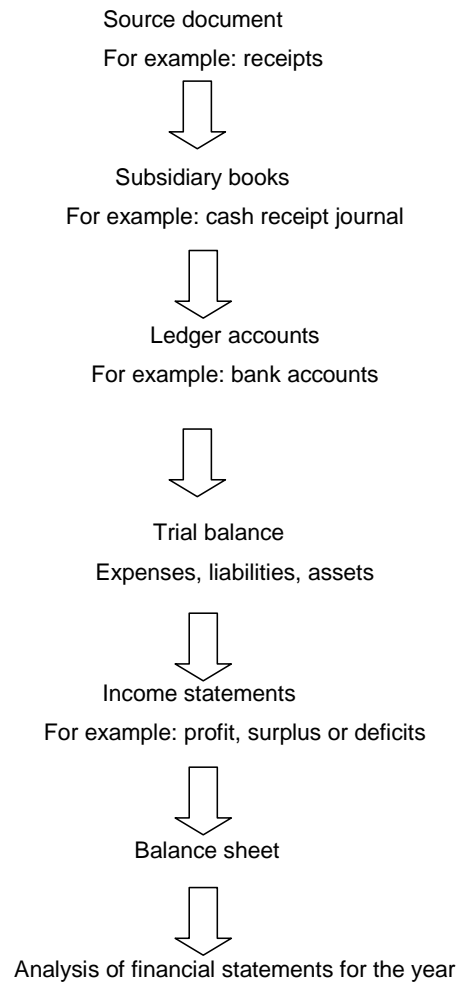 Source document
For example: receipts
Subsidiary books
For example: cash receipt journal
Ledger accounts
For example: bank accounts
Trial balance
Expenses, liabilities, assets
Income statements
For example: profit, surplus or deficits
Balance sheet
Analysis of financial statements for the year